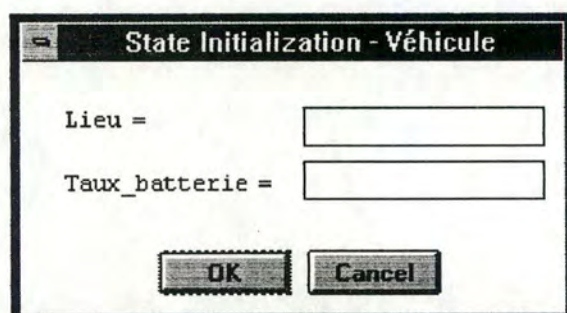 State Initialization - Véhicule
Lieu =
Taux_batterie =
OK Cancel